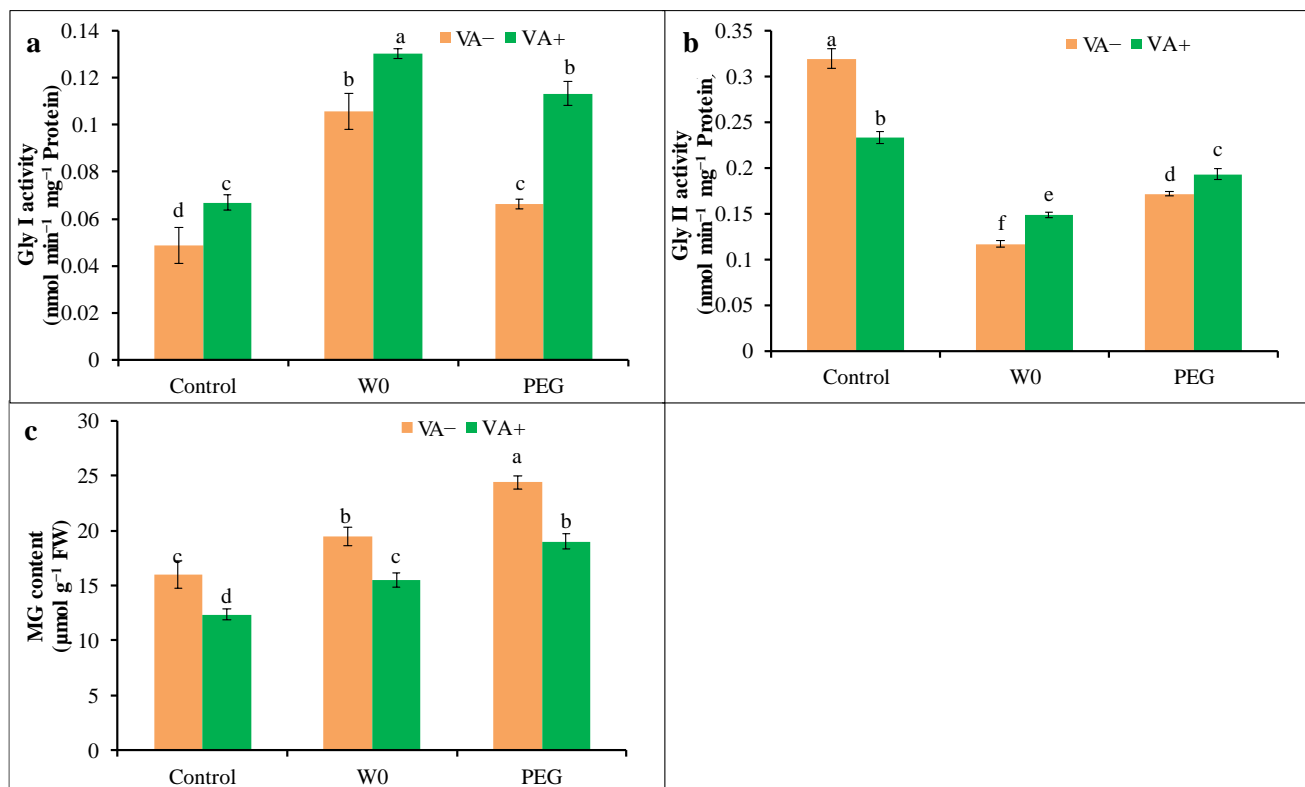 a
VA−
VA+
Gly I activity
(nmol min⁻¹ mg⁻¹ Protein)
0.14
0.12
0.1
0.08
0.06
0.04
0.02
0
d
c
b
a
c
b
Control
W0
PEG
b
VA−
VA+
Gly II activity
(nmol min⁻¹ mg⁻¹ Protein)
0.35
0.3
0.25
0.2
0.15
0.1
0.05
0
a
b
f
e
d
c
Control
W0
PEG
c
VA−
VA+
MG content
(µmol g⁻¹ FW)
30
25
20
15
10
5
0
c
d
b
c
a
b
Control
W0
PEG